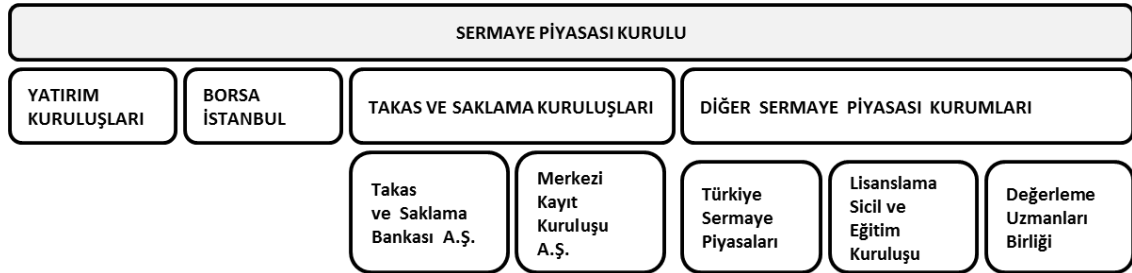 SERMAYE PİYASASI KURULU
YATIRIM
KURULUŞLARI
BORSA
İSTANBUL
TAKAS VE SAKLAMA KURULUŞLARI
DİĞER SERMAYE PİYASASI KURUMLARI
Takas
ve Saklama
Bankası A.Ş.
Merkezi
Kayıt
Kuruluşu
A.Ş.
Türkiye
Sermaye
Piyasaları
Lisanslama
Sicil ve
Eğitim
Kuruluşu
Değerleme
Uzmanları
Birliği